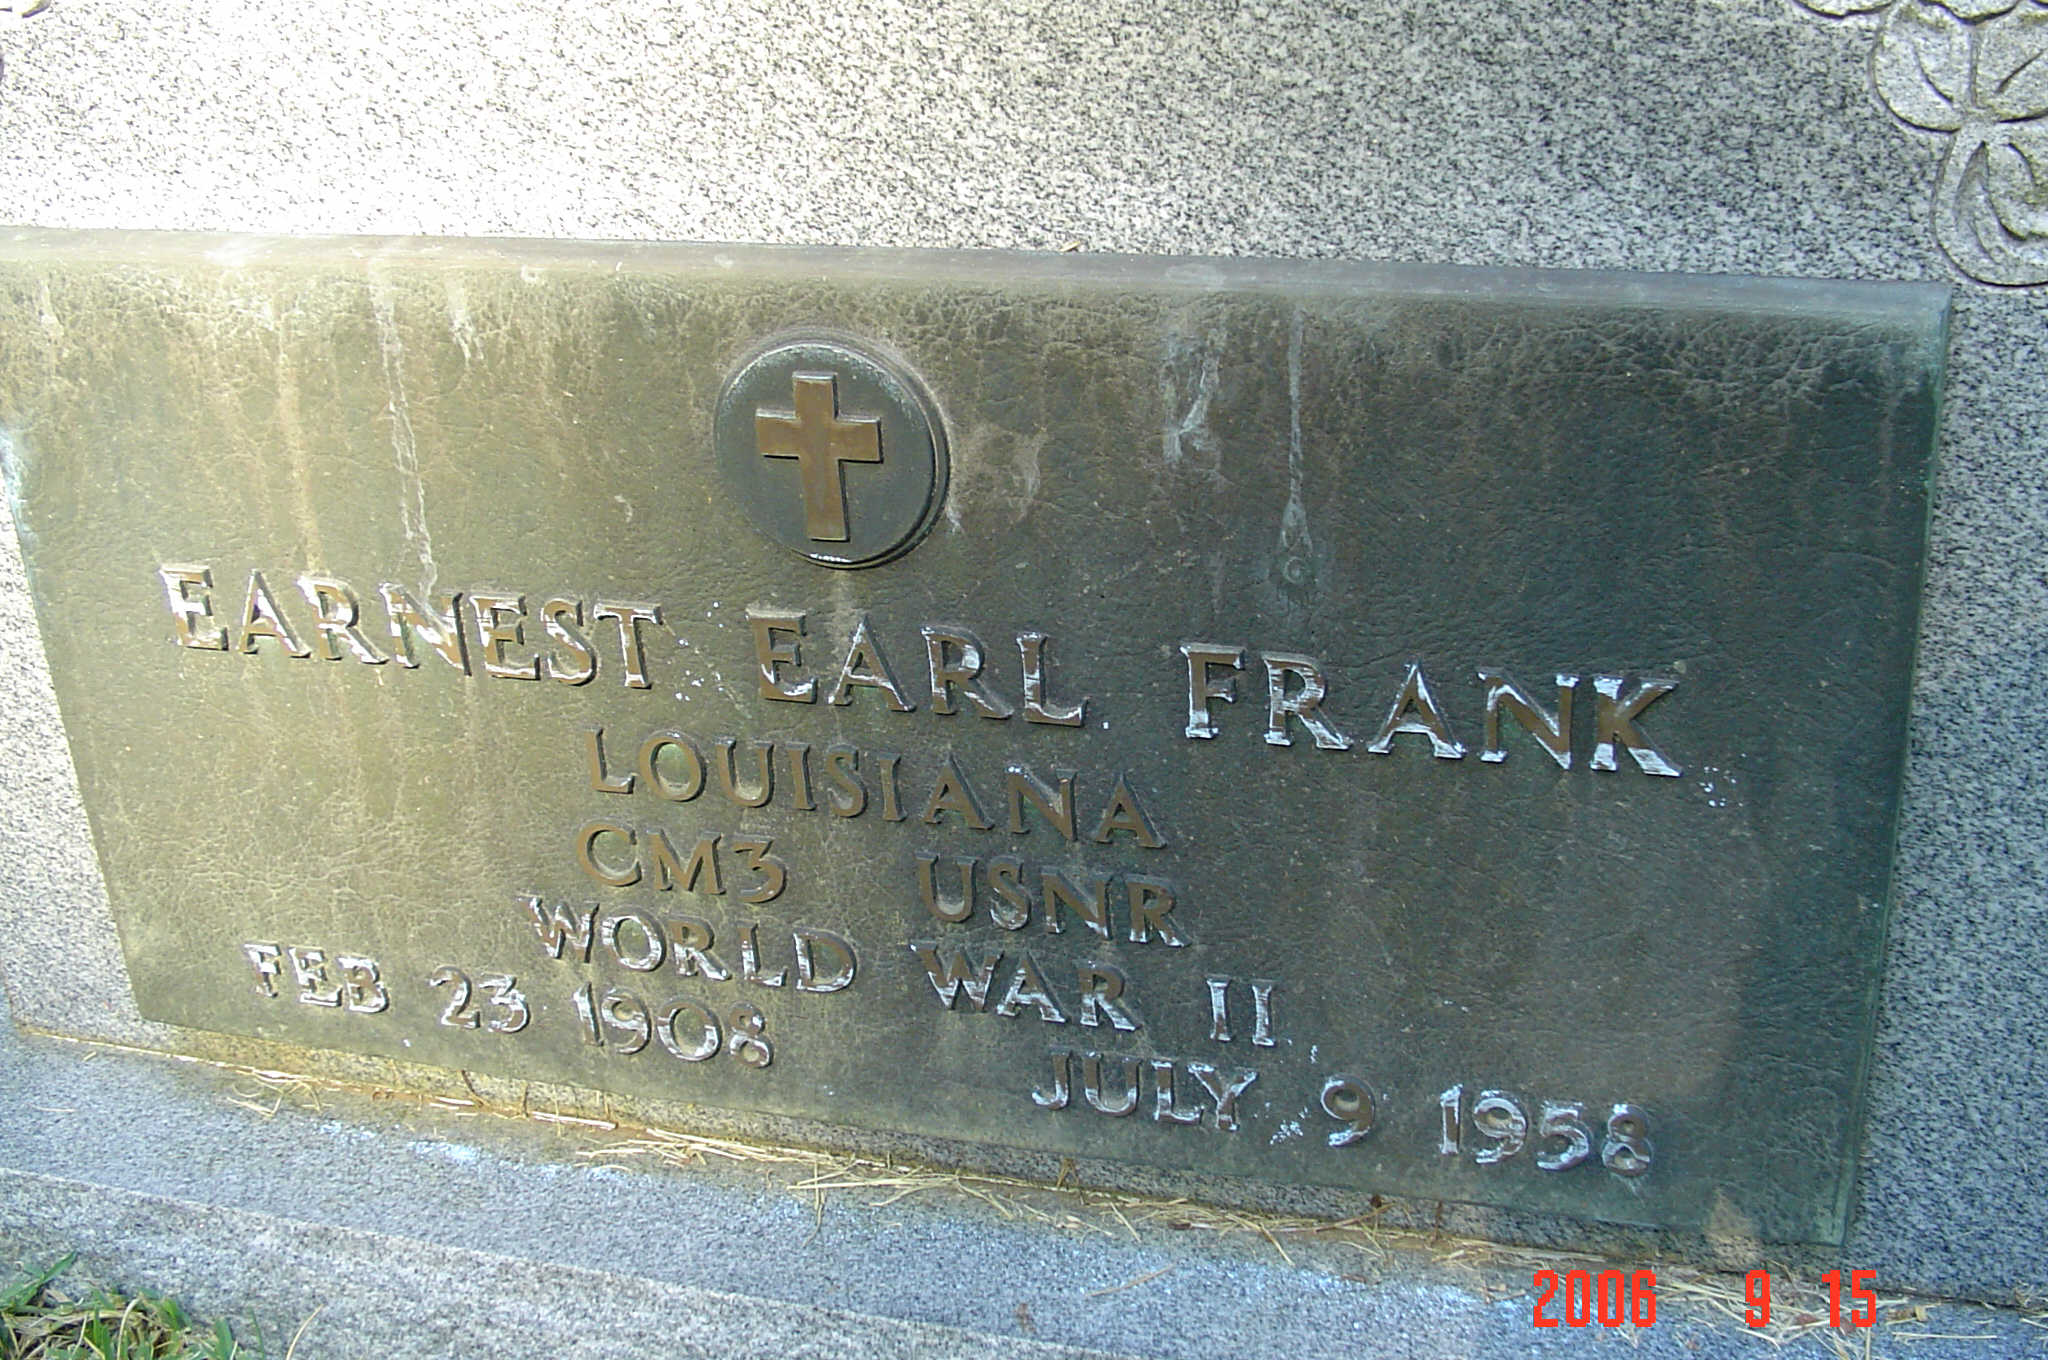 EARNEST EARL FRANK
LOUISIANA
CM3 USNR
WORLD WAR II
FEB 23 1908 JULY 9 1958
2006 9 15